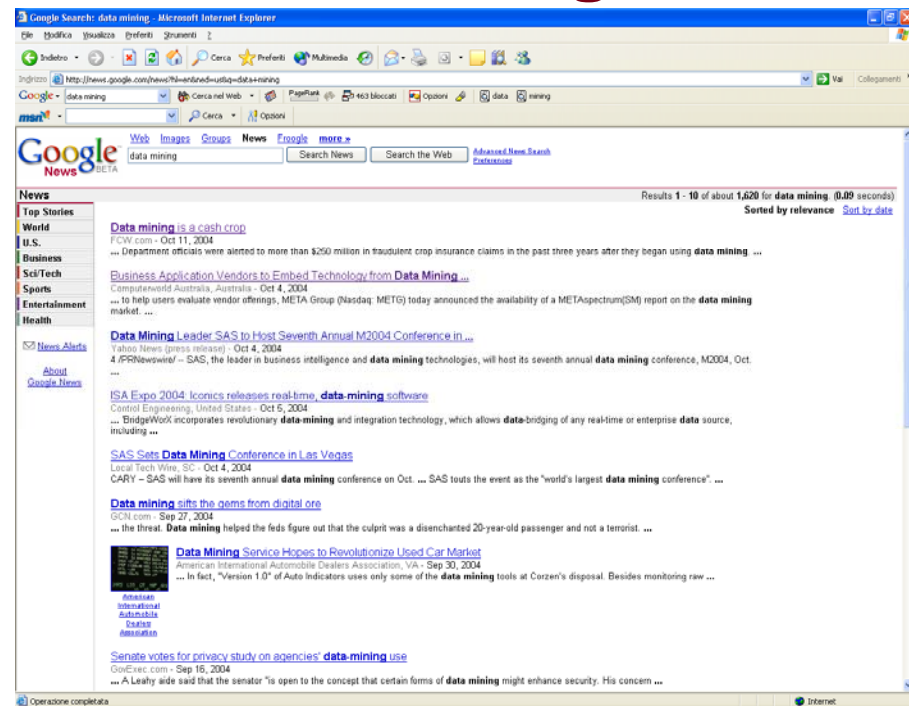 Google Search: data mining - Microsoft Internet Explorer
File Modifica Visualizza Preferiti Strumenti ?
Indietro Cerca Preferiti Multimedia
Indirizzo http://news.google.com/news?hl=en&ned=us&q=data+mining Vai Collegamenti
Google data mining Cerca nel Web PageRank 463 bloccati Opzioni data mining
msn Cerca Opzioni
Web Images Groups News Froogle more »
Google News BETA
data mining Search News Search the Web Advanced News Search
Preferences
News Results 1 - 10 of about 1,620 for data mining. (0.09 seconds)
Sorted by relevance Sort by date
Top Stories
World
U.S.
Business
Sci/Tech
Sports
Entertainment
Health
News Alerts
About
Google News
Data mining is a cash crop
FCW.com - Oct 11, 2004
... Department officials were alerted to more than $250 million in fraudulent crop insurance claims in the past three years after they began using data mining. ...
Business Application Vendors to Embed Technology from Data Mining ...
Computerworld Australia, Australia - Oct 4, 2004
... to help users evaluate vendor offerings, META Group (Nasdaq: METG) today announced the availability of a METAspectrum(SM) report on the data mining
market. ...
Data Mining Leader SAS to Host Seventh Annual M2004 Conference in ...
Yahoo News (press release) - Oct 4, 2004
4 /PRNewswire/ -- SAS, the leader in business intelligence and data mining technologies, will host its seventh annual data mining conference, M2004, Oct.
...
ISA Expo 2004: Iconics releases real-time, data-mining software
Control Engineering, United States - Oct 5, 2004
... 'BridgeWorX incorporates revolutionary data-mining and integration technology, which allows data-bridging of any real-time or enterprise data source,
including ...
SAS Sets Data Mining Conference in Las Vegas
Local Tech Wire, SC - Oct 4, 2004
CARY – SAS will have its seventh annual data mining conference on Oct. ... SAS touts the event as the "world's largest data mining conference". ...
Data mining sifts the gems from digital ore
GCN.com - Sep 27, 2004
... the threat. Data mining helped the feds figure out that the culprit was a disenchanted 20-year-old passenger and not a terrorist. ...
Data Mining Service Hopes to Revolutionize Used Car Market
American International Automobile Dealers Association, VA - Sep 30, 2004
... In fact, "Version 1.0" of Auto Indicators uses only some of the data mining tools at Corzen's disposal. Besides monitoring raw ...
American
International
Automobile
Dealers
Association
Senate votes for privacy study on agencies' data-mining use
GovExec.com - Sep 16, 2004
... A Leahy aide said that the senator "is open to the concept that certain forms of data mining might enhance security. His concern ...
Operazione completata Internet